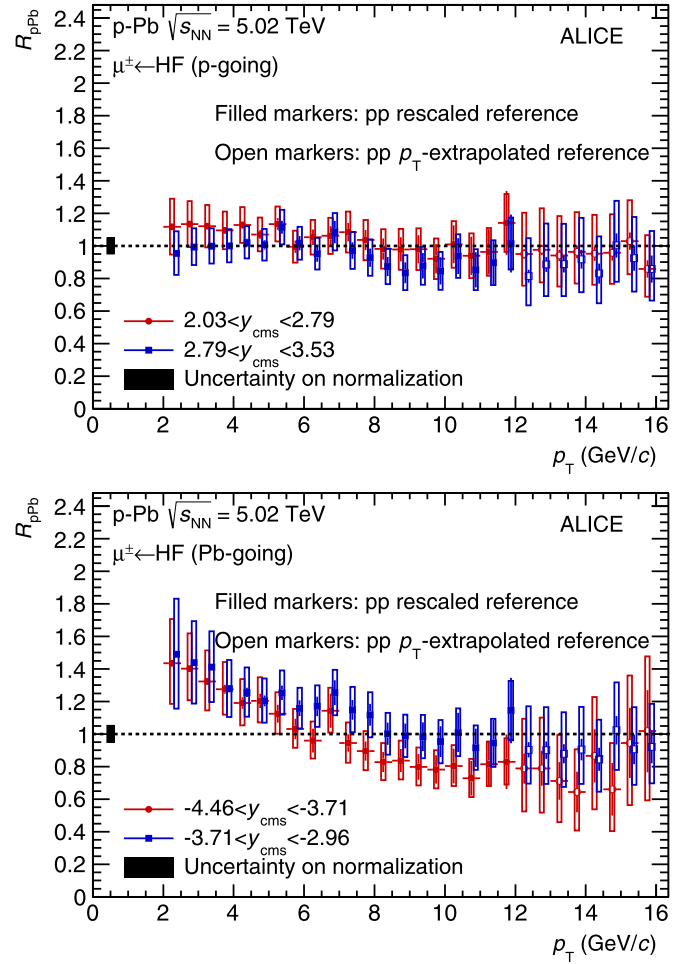 R_pPb
2.4
2.2
2
1.8
1.6
1.4
1.2
1
0.8
0.6
0.4
0.2
0
p-Pb √s_NN = 5.02 TeV
ALICE
μ±←HF (p-going)
Filled markers: pp rescaled reference
Open markers: pp p_T-extrapolated reference
2.03<y_cms<2.79
2.79<y_cms<3.53
Uncertainty on normalization
0 2 4 6 8 10 12 14 16
p_T (GeV/c)
R_pPb
2.4
2.2
2
1.8
1.6
1.4
1.2
1
0.8
0.6
0.4
0.2
0
p-Pb √s_NN = 5.02 TeV
ALICE
μ±←HF (Pb-going)
Filled markers: pp rescaled reference
Open markers: pp p_T-extrapolated reference
-4.46<y_cms<-3.71
-3.71<y_cms<-2.96
Uncertainty on normalization
0 2 4 6 8 10 12 14 16
p_T (GeV/c)